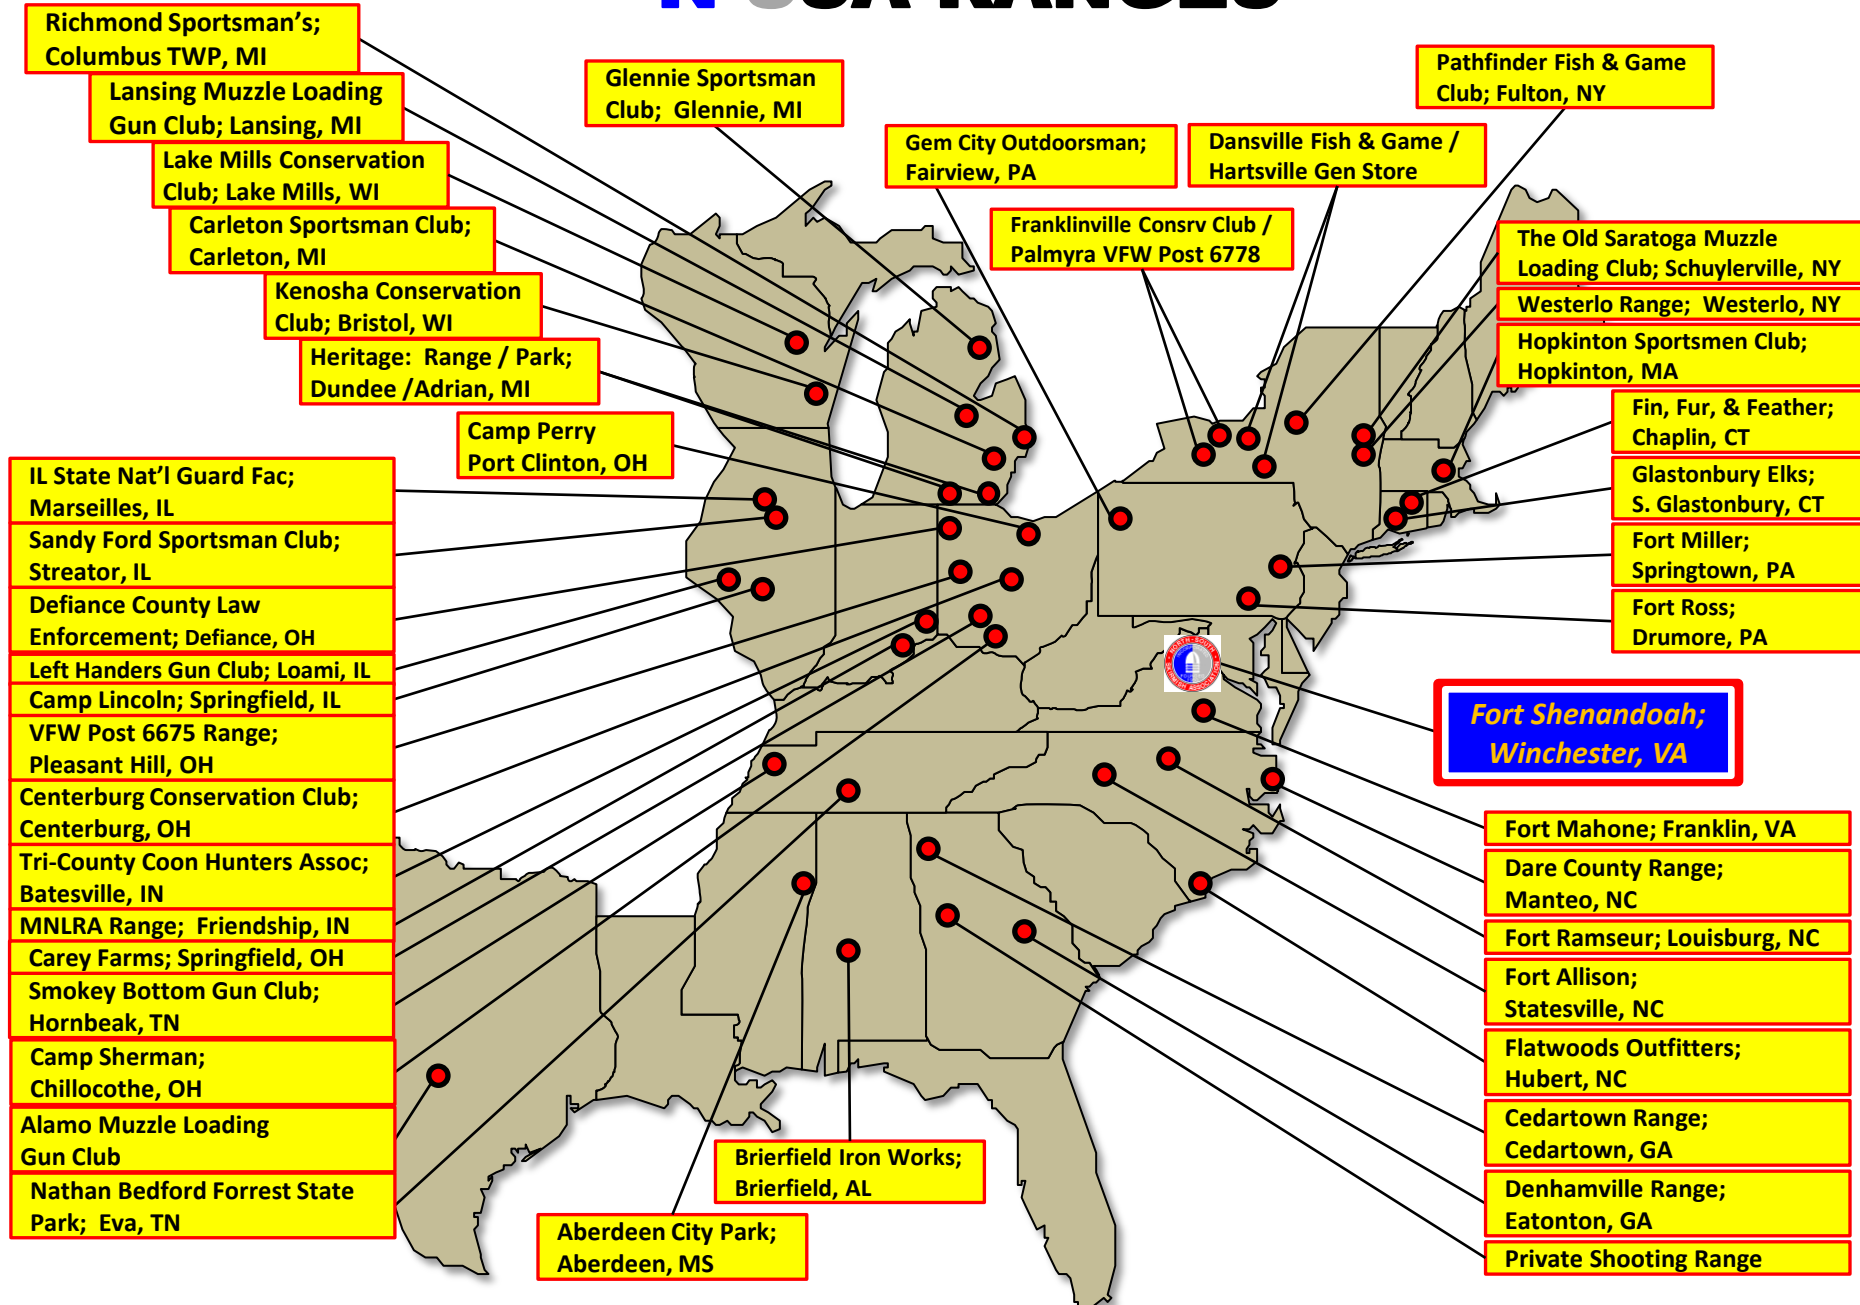 N-SSA RANGES
Richmond Sportsman's;
Columbus TWP, MI
Lansing Muzzle Loading
Gun Club; Lansing, MI
Lake Mills Conservation
Club; Lake Mills, WI
Carleton Sportsman Club;
Carleton, MI
Kenosha Conservation
Club; Bristol, WI
Heritage: Range / Park;
Dundee /Adrian, MI
Camp Perry
Port Clinton, OH
Glennie Sportsman
Club; Glennie, MI
Gem City Outdoorsman;
Fairview, PA
Franklinville Consrv Club /
Palmyra VFW Post 6778
Dansville Fish & Game /
Hartsville Gen Store
Pathfinder Fish & Game
Club; Fulton, NY
The Old Saratoga Muzzle
Loading Club; Schuylerville, NY
Westerlo Range; Westerlo, NY
Hopkinton Sportsmen Club;
Hopkinton, MA
Fin, Fur, & Feather;
Chaplin, CT
Glastonbury Elks;
S. Glastonbury, CT
Fort Miller;
Springtown, PA
Fort Ross;
Drumore, PA
NORTH-SOUTH
SKIRMISH ASSOCIATION
Fort Shenandoah;
Winchester, VA
IL State Nat'l Guard Fac;
Marseilles, IL
Sandy Ford Sportsman Club;
Streator, IL
Defiance County Law
Enforcement; Defiance, OH
Left Handers Gun Club; Loami, IL
Camp Lincoln; Springfield, IL
VFW Post 6675 Range;
Pleasant Hill, OH
Centerburg Conservation Club;
Centerburg, OH
Tri-County Coon Hunters Assoc;
Batesville, IN
MNLRA Range; Friendship, IN
Carey Farms; Springfield, OH
Smokey Bottom Gun Club;
Hornbeak, TN
Camp Sherman;
Chillocothe, OH
Alamo Muzzle Loading
Gun Club
Nathan Bedford Forrest State
Park; Eva, TN
Aberdeen City Park;
Aberdeen, MS
Brierfield Iron Works;
Brierfield, AL
Fort Mahone; Franklin, VA
Dare County Range;
Manteo, NC
Fort Ramseur; Louisburg, NC
Fort Allison;
Statesville, NC
Flatwoods Outfitters;
Hubert, NC
Cedartown Range;
Cedartown, GA
Denhamville Range;
Eatonton, GA
Private Shooting Range